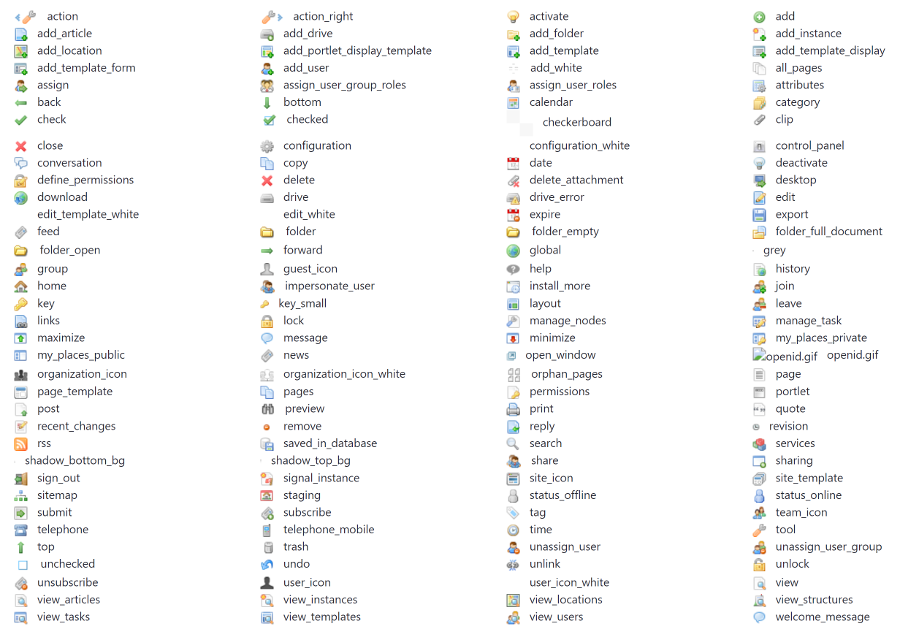 action action_right activate add
add_article add_drive add_folder add_instance
add_location add_portlet_display_template add_template add_template_display
add_template_form add_user add_white all_pages
assign assign_user_group_roles assign_user_roles attributes
back bottom calendar category
check checked checkerboard clip
close configuration configuration_white control_panel
conversation copy date deactivate
define_permissions delete delete_attachment desktop
download drive drive_error edit
edit_template_white edit_white expire export
feed folder folder_empty folder_full_document
folder_open forward global grey
group guest_icon help history
home impersonate_user install_more join
key key_small layout leave
links lock manage_nodes manage_task
maximize message minimize my_places_private
my_places_public news open_window openid.gif openid.gif
organization_icon organization_icon_white orphan_pages page
page_template pages permissions portlet
post preview print quote
recent_changes remove reply revision
rss saved_in_database search services
shadow_bottom_bg shadow_top_bg share sharing
sign_out signal_instance site_icon site_template
sitemap staging status_offline status_online
submit subscribe tag team_icon
telephone telephone_mobile time tool
top trash unassign_user unassign_user_group
unchecked undo unlink unlock
unsubscribe user_icon user_icon_white view
view_articles view_instances view_locations view_structures
view_tasks view_templates view_users welcome_message